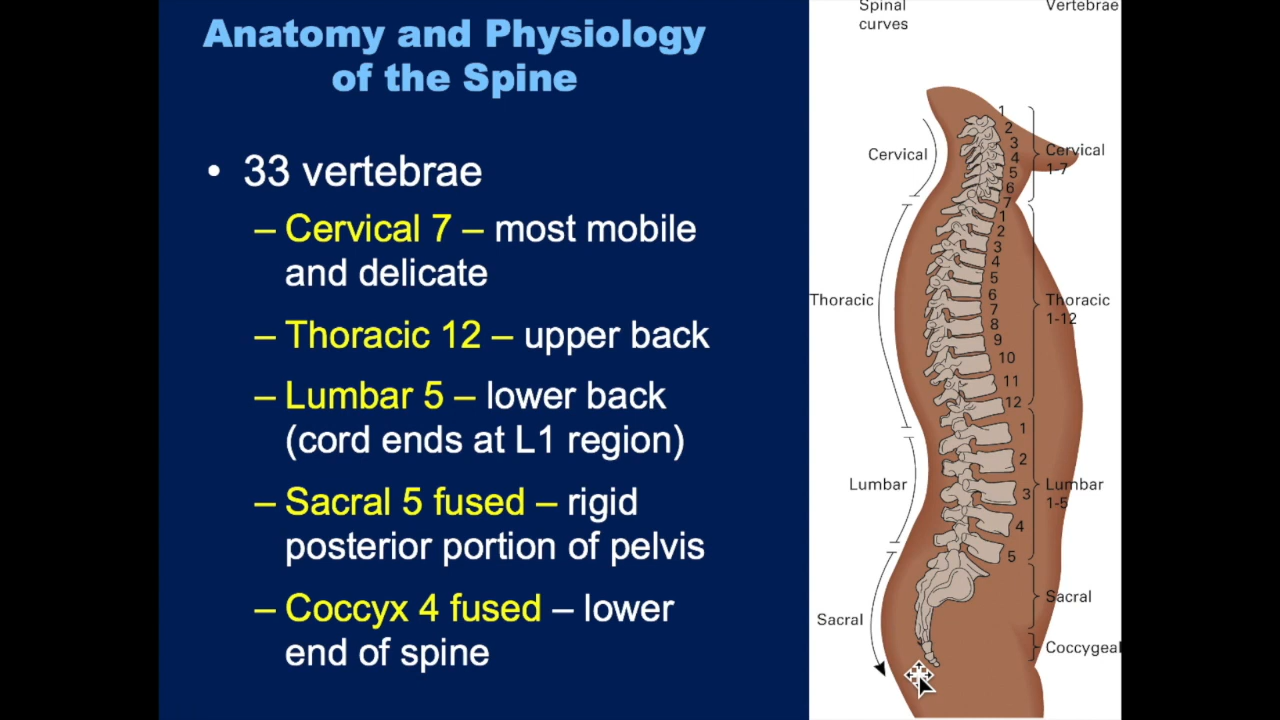 Anatomy and Physiology
of the Spine
• 33 vertebrae
– Cervical 7 – most mobile
and delicate
– Thoracic 12 – upper back
– Lumbar 5 – lower back
(cord ends at L1 region)
– Sacral 5 fused – rigid
posterior portion of pelvis
– Coccyx 4 fused – lower
end of spine
Spinal
curves
Vertebrae
Cervical
Thoracic
Lumbar
Sacral
1
2
3
4
5
6
7
1
2
3
4
5
6
7
8
9
10
11
12
1
2
3
4
5
Cervical
1-7
Thoracic
1-12
Lumbar
1-5
Sacral
Coccygeal